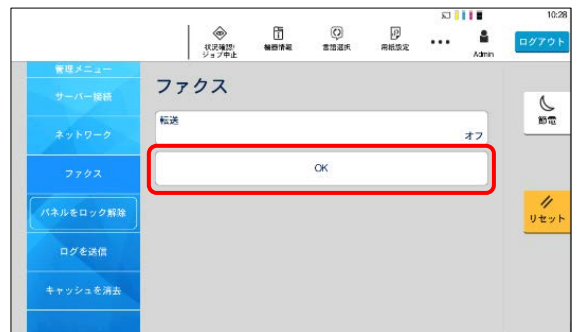 10:28
状況確認/
ジョブ中止
機器情報
言語選択
用紙設定
Admin
ログアウト
管理メニュー
サーバー接続
ネットワーク
ファクス
パネルをロック解除
ログを送信
キャッシュを消去
ファクス
転送
オフ
OK
節電
リセット